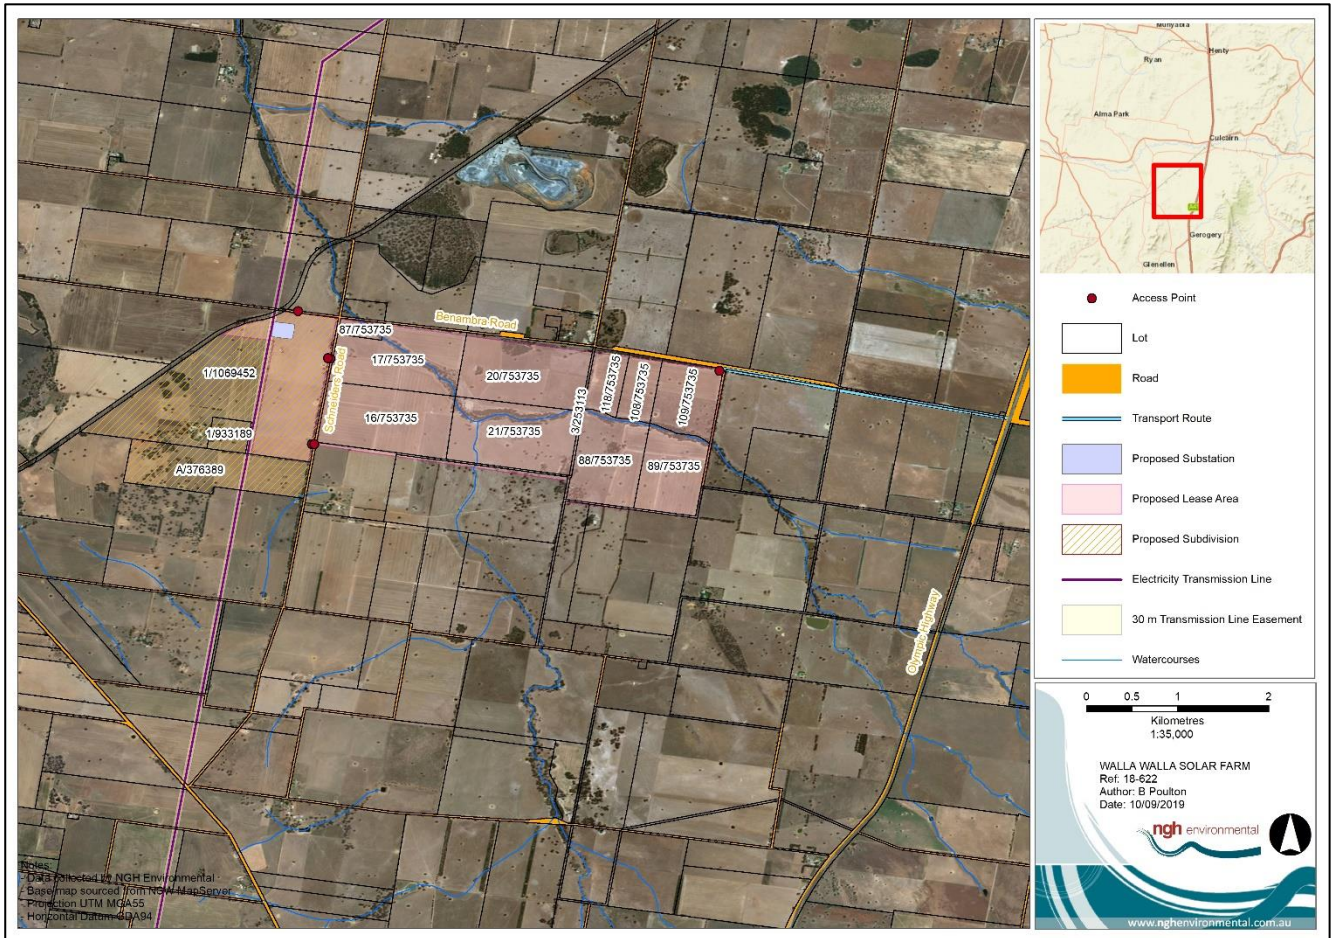 Benambra Road
87/753735
17/753735
1/1069452
Schneiders Road
20/753735
3/253113
118/753735
108/753735
109/753735
16/753735
21/753735
1/933189
A/376389
88/753735
89/753735
Olympic Highway
Notes:
- Data collected by NGH Environmental
- Base map sourced from NSW MapServer
- Projection UTM MGA55
- Horizontal Datum GDA94
Munyabla
Henty
Ryan
Alma Park
Culcairn
Gerogery
Glenellen
Access Point
Lot
Road
Transport Route
Proposed Substation
Proposed Lease Area
Proposed Subdivision
Electricity Transmission Line
30 m Transmission Line Easement
Watercourses
0 0.5 1 2
Kilometres
1:35,000
WALLA WALLA SOLAR FARM
Ref: 18-622
Author: B Poulton
Date: 10/09/2019
ngh environmental
www.nghenvironmental.com.au